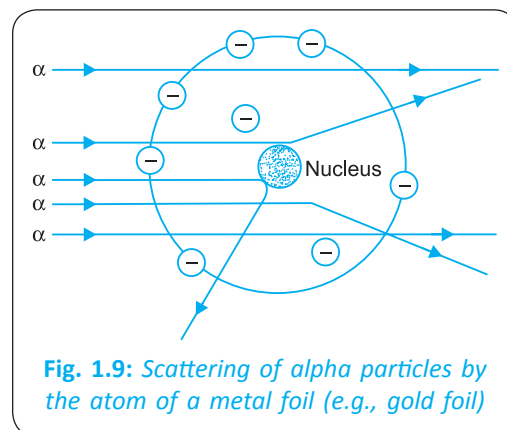 α
α
Nucleus
α
α
α
Fig. 1.9: Scattering of alpha particles by
the atom of a metal foil (e.g., gold foil)